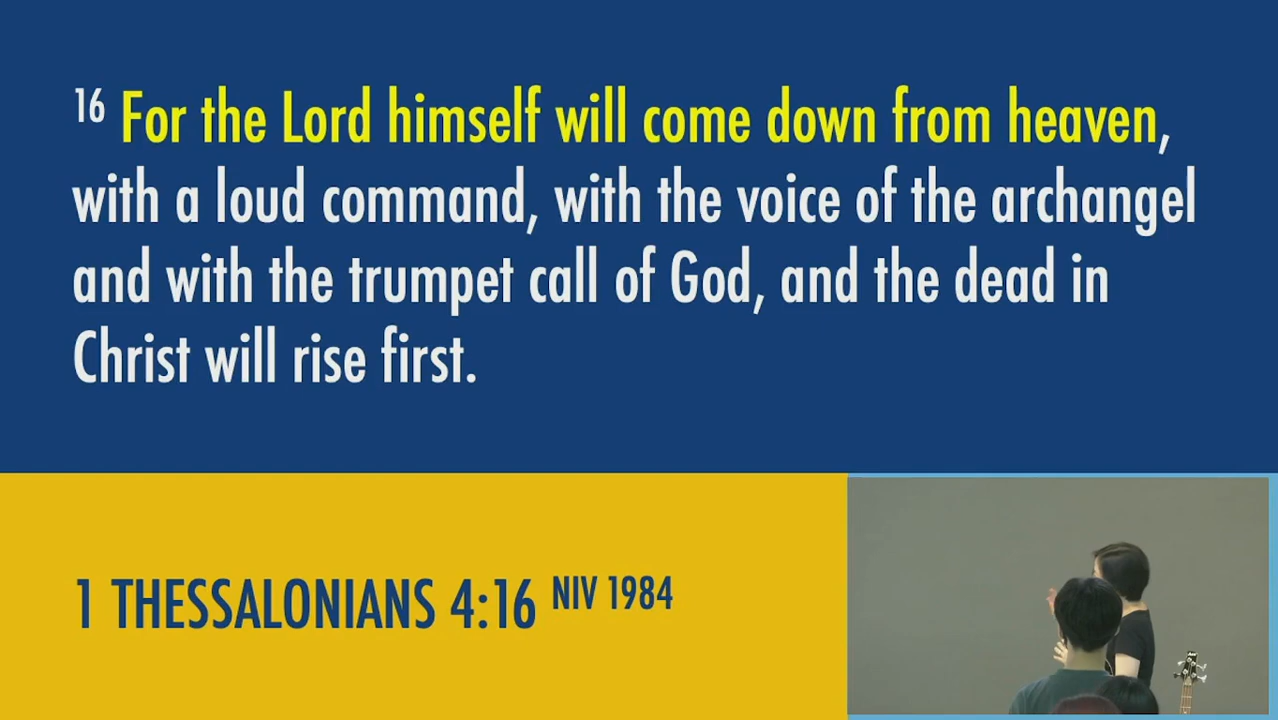 16 For the Lord himself will come down from heaven,
with a loud command, with the voice of the archangel
and with the trumpet call of God, and the dead in
Christ will rise first.
1 THESSALONIANS 4:16 NIV 1984